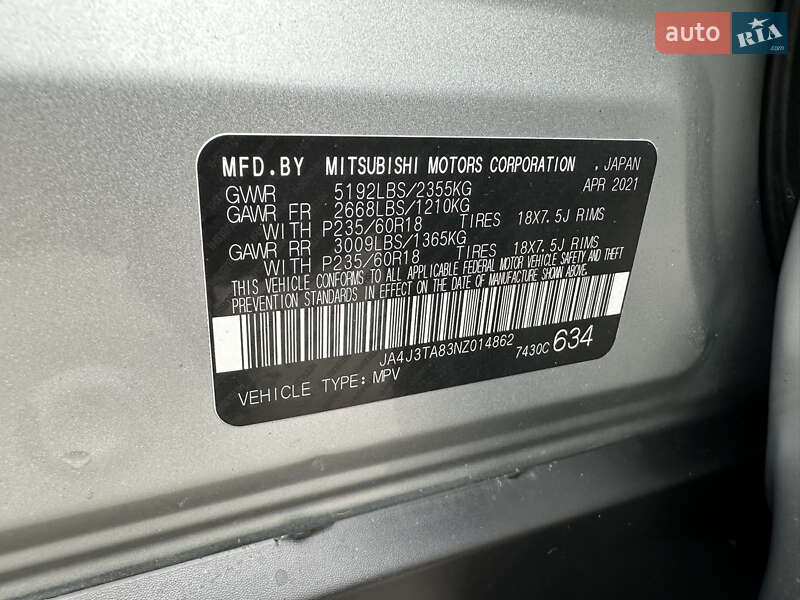 auto RIA .com
MFD.BY MITSUBISHI MOTORS CORPORATION , JAPAN
GVWR 5192LBS/2355KG APR 2021
GAWR FR 2668LBS/1210KG
WITH P235/60R18 TIRES 18X7.5J RIMS
GAWR RR 3009LBS/1365KG
WITH P235/60R18 TIRES 18X7.5J RIMS
THIS VEHICLE CONFORMS TO ALL APPLICABLE FEDERAL MOTOR VEHICLE SAFETY AND THEFT
PREVENTION STANDARDS IN EFFECT ON THE DATE OF MANUFACTURE SHOWN ABOVE.
JA4J3TA83NZ014862 7430C 634
VEHICLE TYPE: MPV